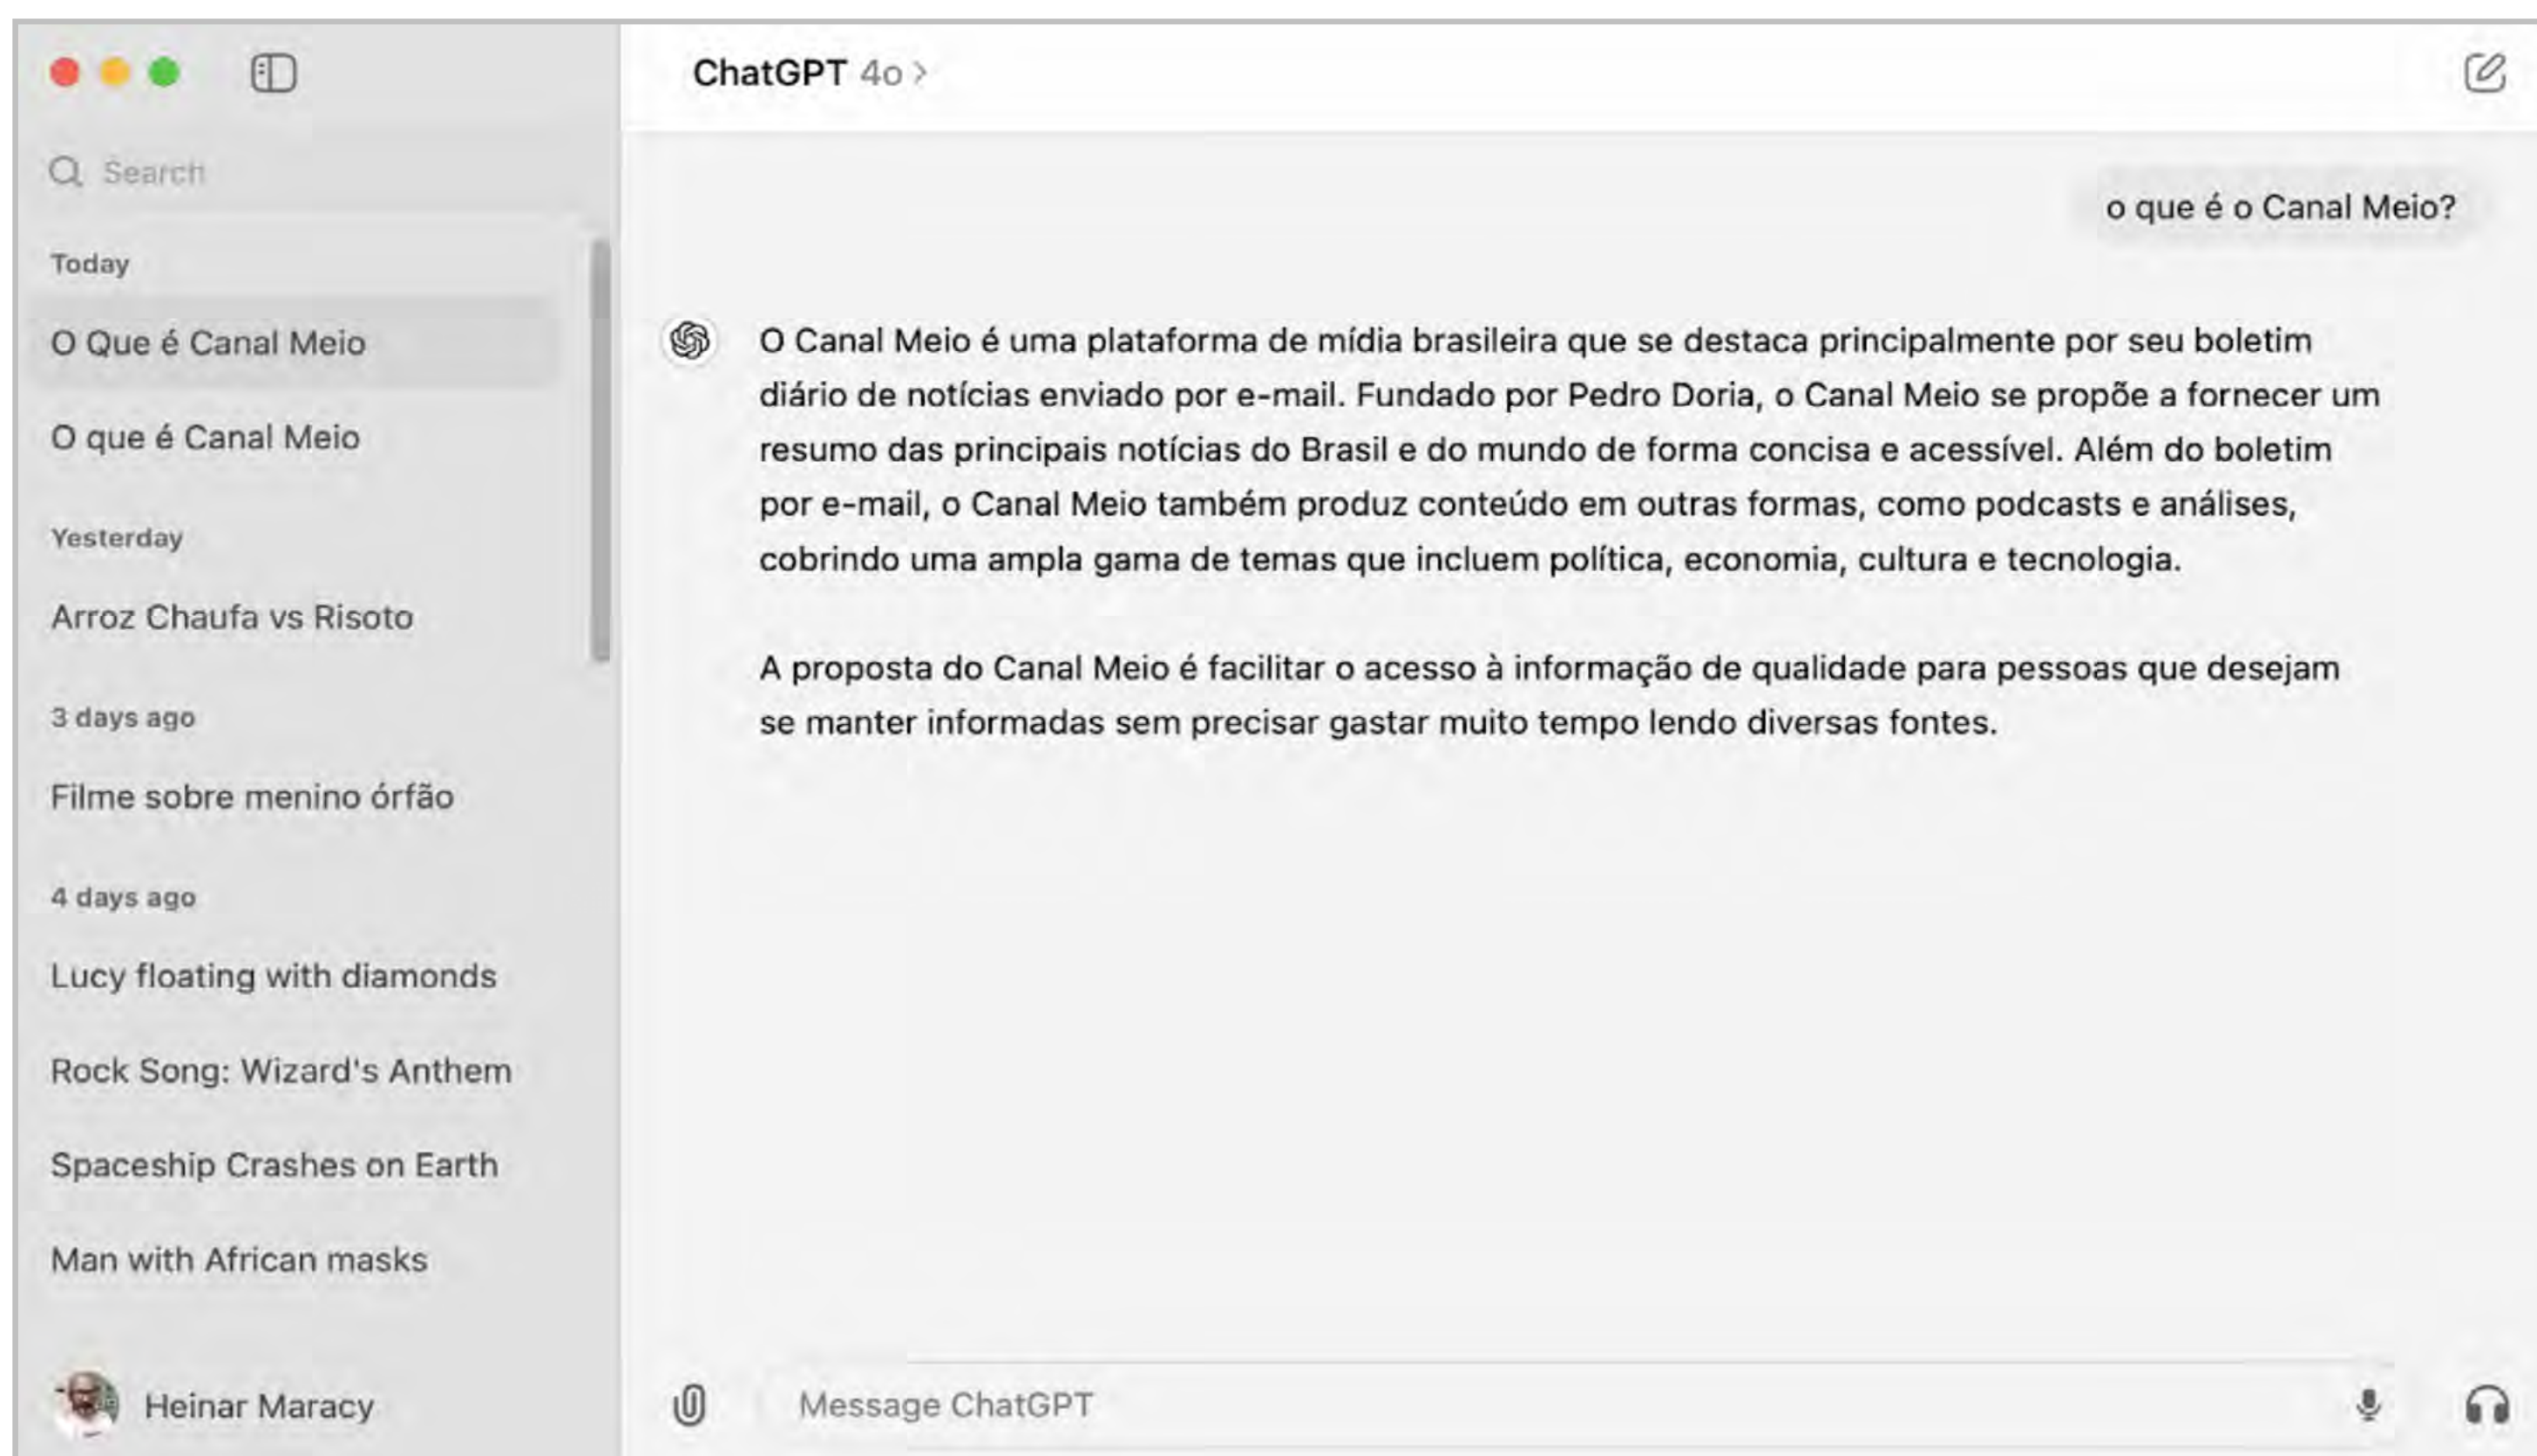 Search
Today
O Que é Canal Meio
O que é Canal Meio
Yesterday
Arroz Chaufa vs Risoto
3 days ago
Filme sobre menino órfão
4 days ago
Lucy floating with diamonds
Rock Song: Wizard's Anthem
Spaceship Crashes on Earth
Man with African masks
Heinar Maracy
ChatGPT 4o >
o que é o Canal Meio?
O Canal Meio é uma plataforma de mídia brasileira que se destaca principalmente por seu boletim
diário de notícias enviado por e-mail. Fundado por Pedro Doria, o Canal Meio se propõe a fornecer um
resumo das principais notícias do Brasil e do mundo de forma concisa e acessível. Além do boletim
por e-mail, o Canal Meio também produz conteúdo em outras formas, como podcasts e análises,
cobrindo uma ampla gama de temas que incluem política, economia, cultura e tecnologia.
A proposta do Canal Meio é facilitar o acesso à informação de qualidade para pessoas que desejam
se manter informadas sem precisar gastar muito tempo lendo diversas fontes.
Message ChatGPT